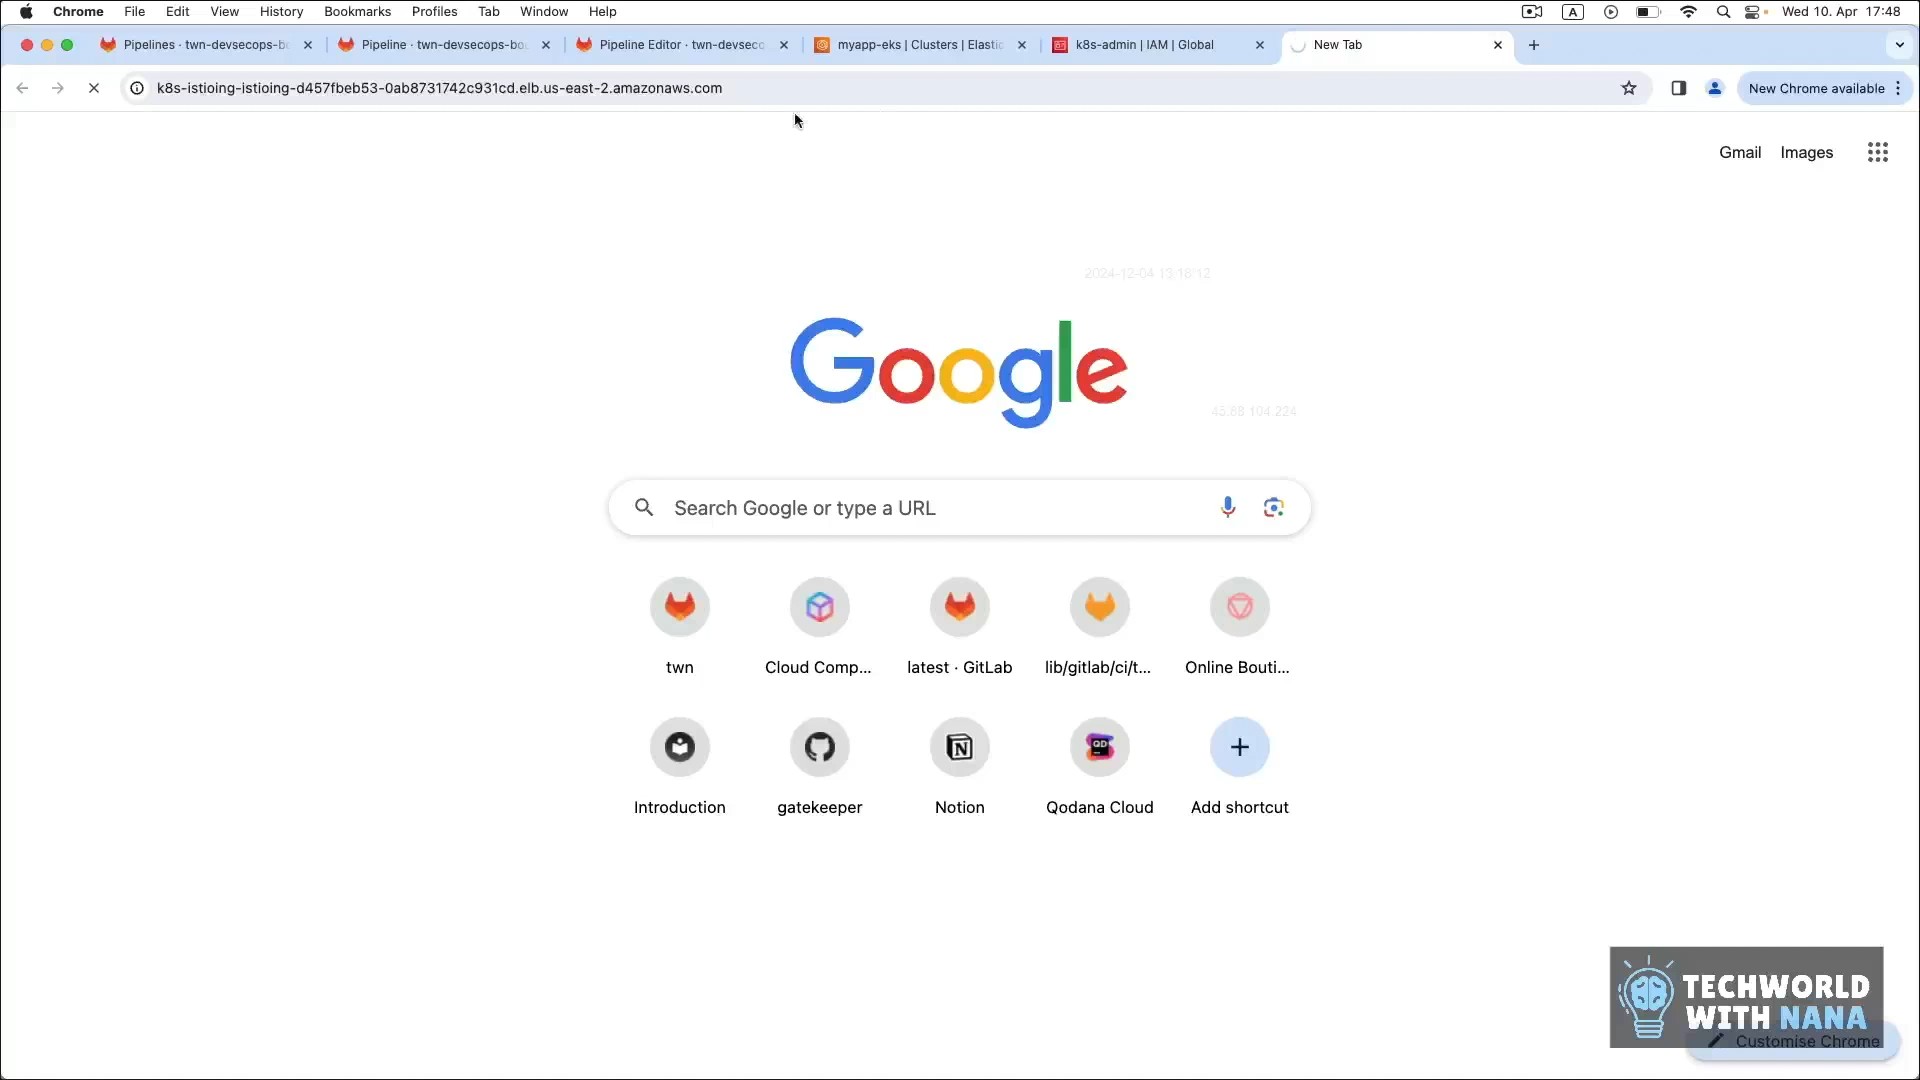 Chrome File Edit View History Bookmarks Profiles Tab Window Help A Wed 10. Apr 17:48
Pipelines · twn-devsecops-bo Pipeline · twn-devsecops-bou Pipeline Editor · twn-devseco myapp-eks | Clusters | Elastic k8s-admin | IAM | Global New Tab
k8s-istioing-istioing-d457fbeb53-0ab8731742c931cd.elb.us-east-2.amazonaws.com New Chrome available
Gmail Images
2024-12-04 13:18:12
Google
45.88.104.224
Search Google or type a URL
twn Cloud Comp... latest · GitLab lib/gitlab/ci/t... Online Bouti...
QD
Introduction gatekeeper Notion Qodana Cloud Add shortcut
TECHWORLD
WITH NANA
Customise Chrome